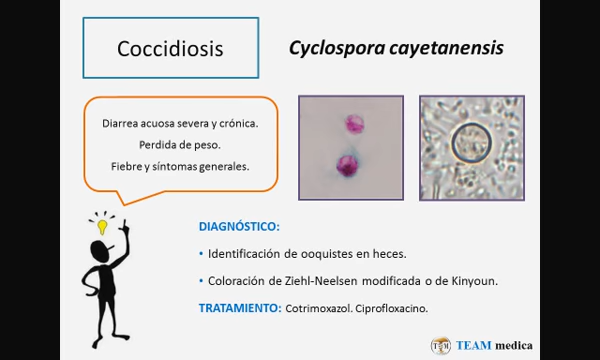 Coccidiosis
Cyclospora cayetanensis
Diarrea acuosa severa y crónica.
Perdida de peso.
Fiebre y síntomas generales.
DIAGNÓSTICO:
• Identificación de ooquistes en heces.
• Coloración de Ziehl-Neelsen modificada o de Kinyoun.
TRATAMIENTO: Cotrimoxazol. Ciprofloxacino.
TEAM medica